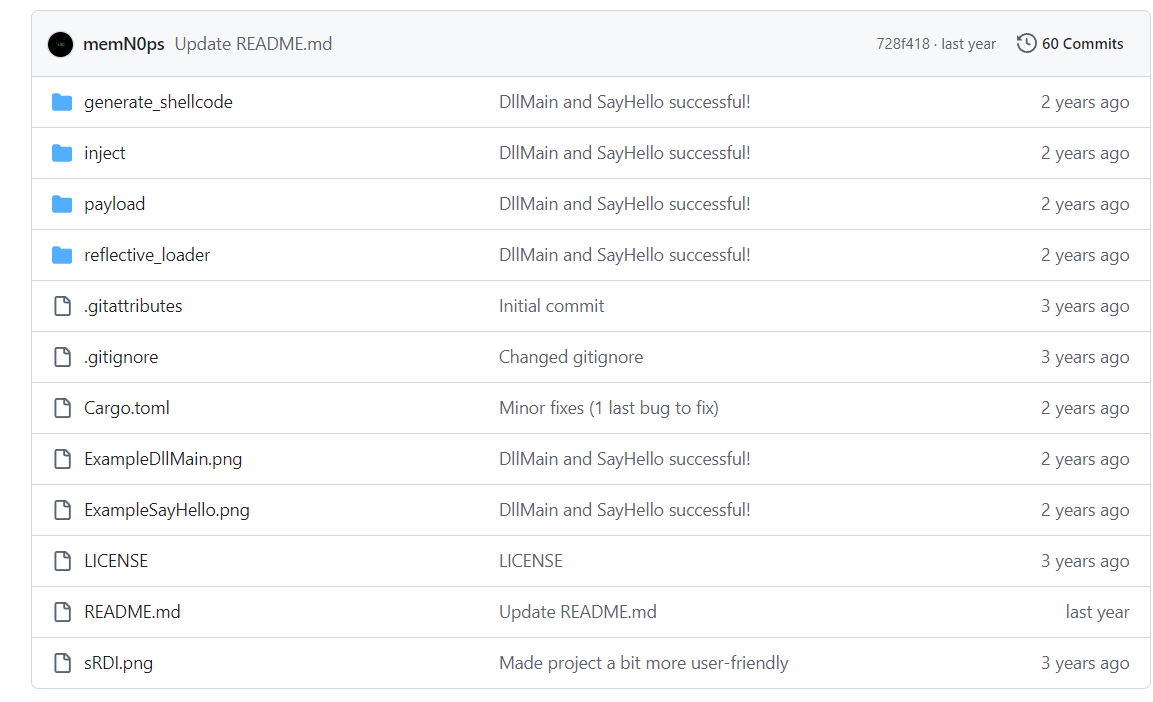 memN0ps Update README.md 728f418 · last year 60 Commits
generate_shellcode DllMain and SayHello successful! 2 years ago
inject DllMain and SayHello successful! 2 years ago
payload DllMain and SayHello successful! 2 years ago
reflective_loader DllMain and SayHello successful! 2 years ago
.gitattributes Initial commit 3 years ago
.gitignore Changed gitignore 3 years ago
Cargo.toml Minor fixes (1 last bug to fix) 2 years ago
ExampleDllMain.png DllMain and SayHello successful! 2 years ago
ExampleSayHello.png DllMain and SayHello successful! 2 years ago
LICENSE LICENSE 3 years ago
README.md Update README.md last year
sRDI.png Made project a bit more user-friendly 3 years ago